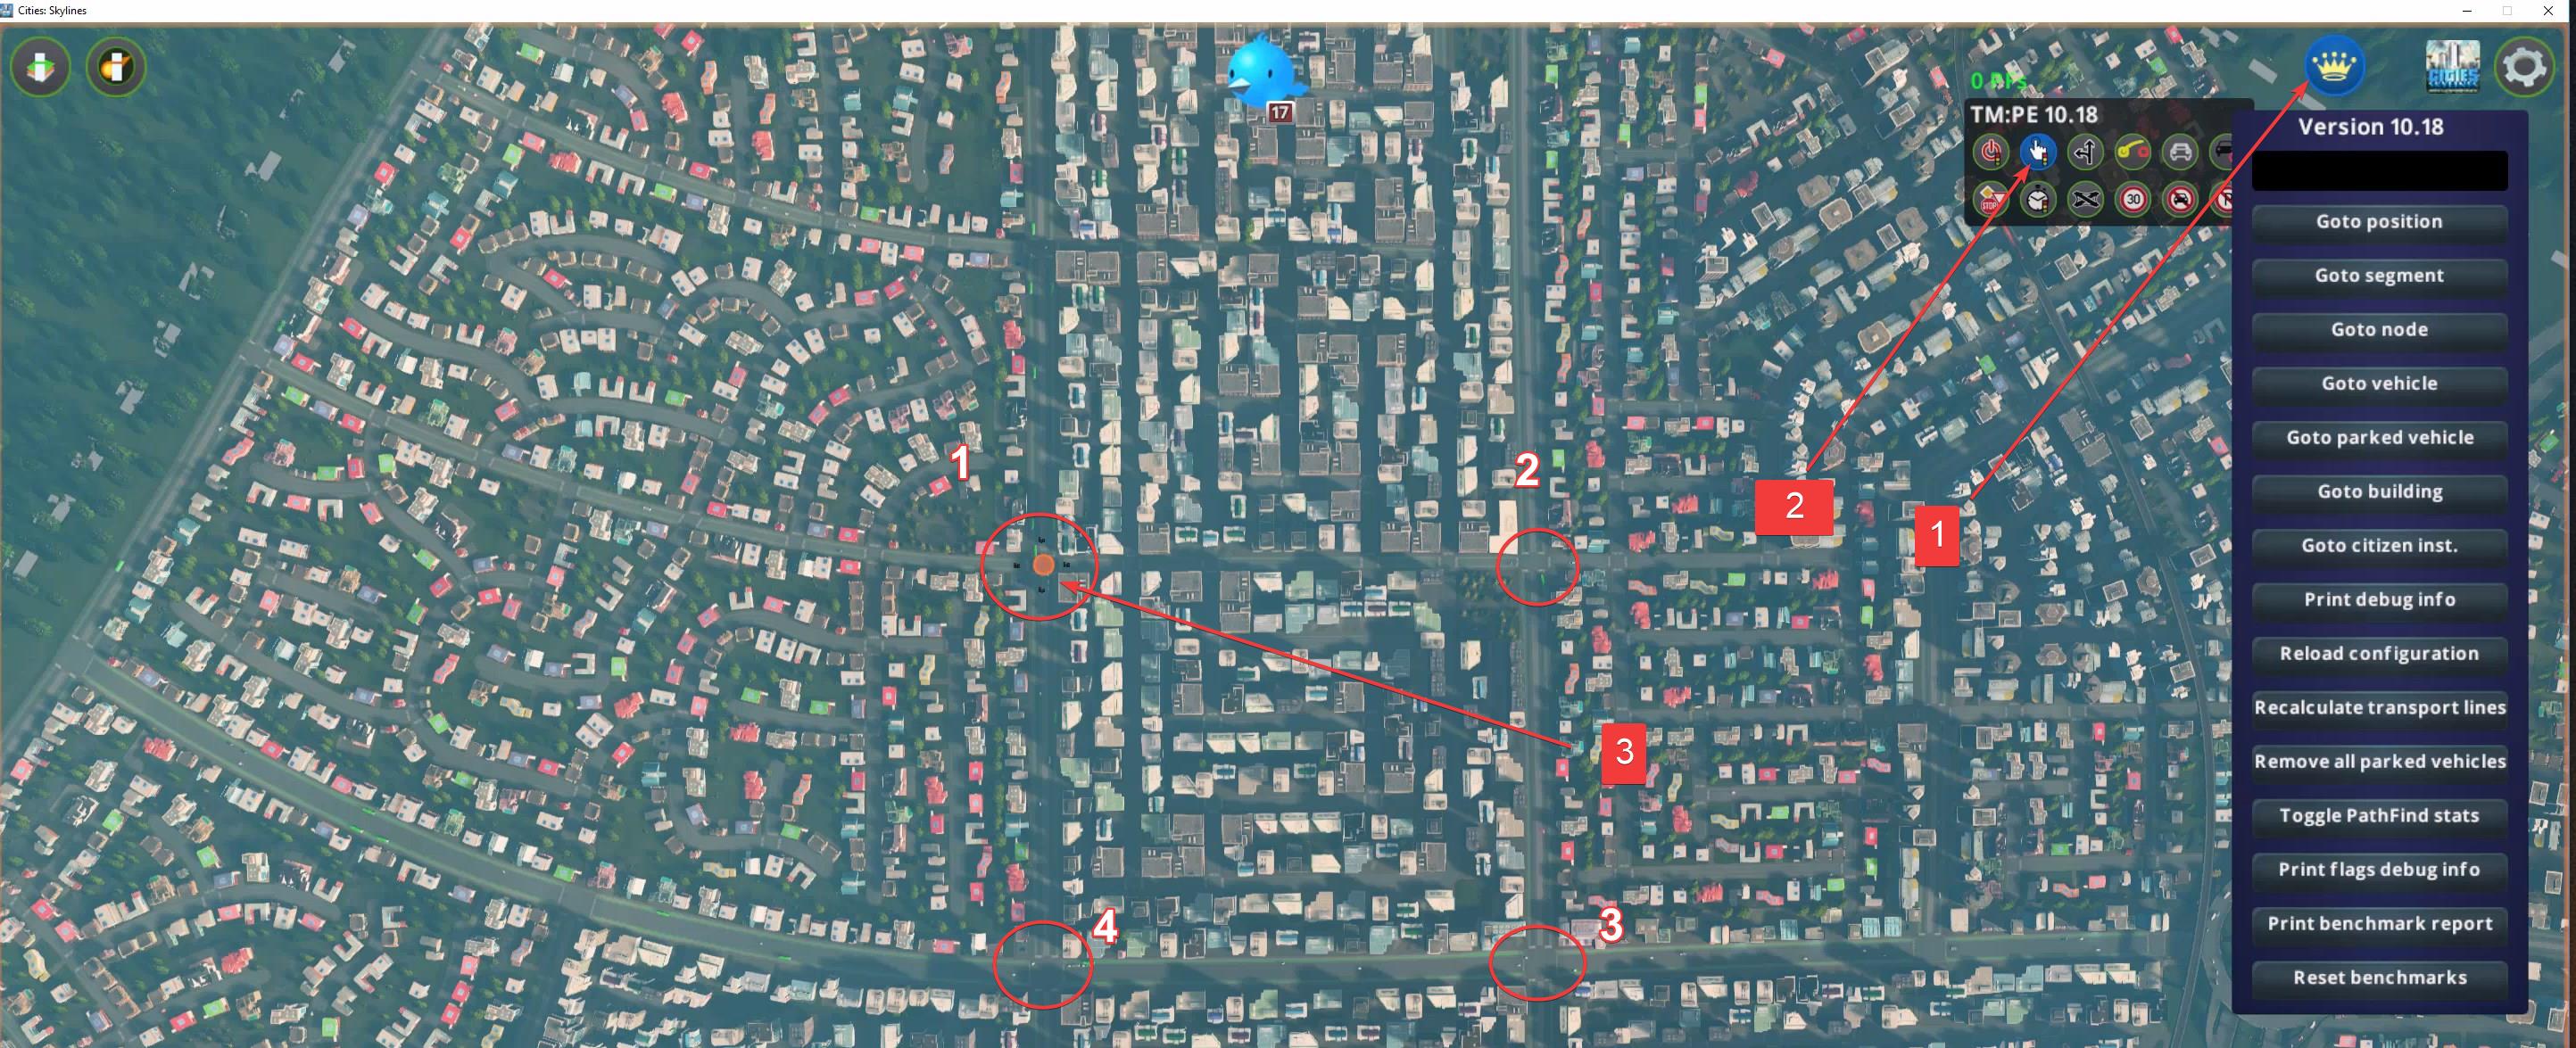 Cities: Skylines
17
0 PFs
TM:PE 10.18
STOP
30
CITIES
Version 10.18
Goto position
Goto segment
Goto node
Goto vehicle
Goto parked vehicle
Goto building
Goto citizen inst.
Print debug info
Reload configuration
Recalculate transport lines
Remove all parked vehicles
Toggle PathFind stats
Print flags debug info
Print benchmark report
Reset benchmarks
1
2
2
1
3
4
3